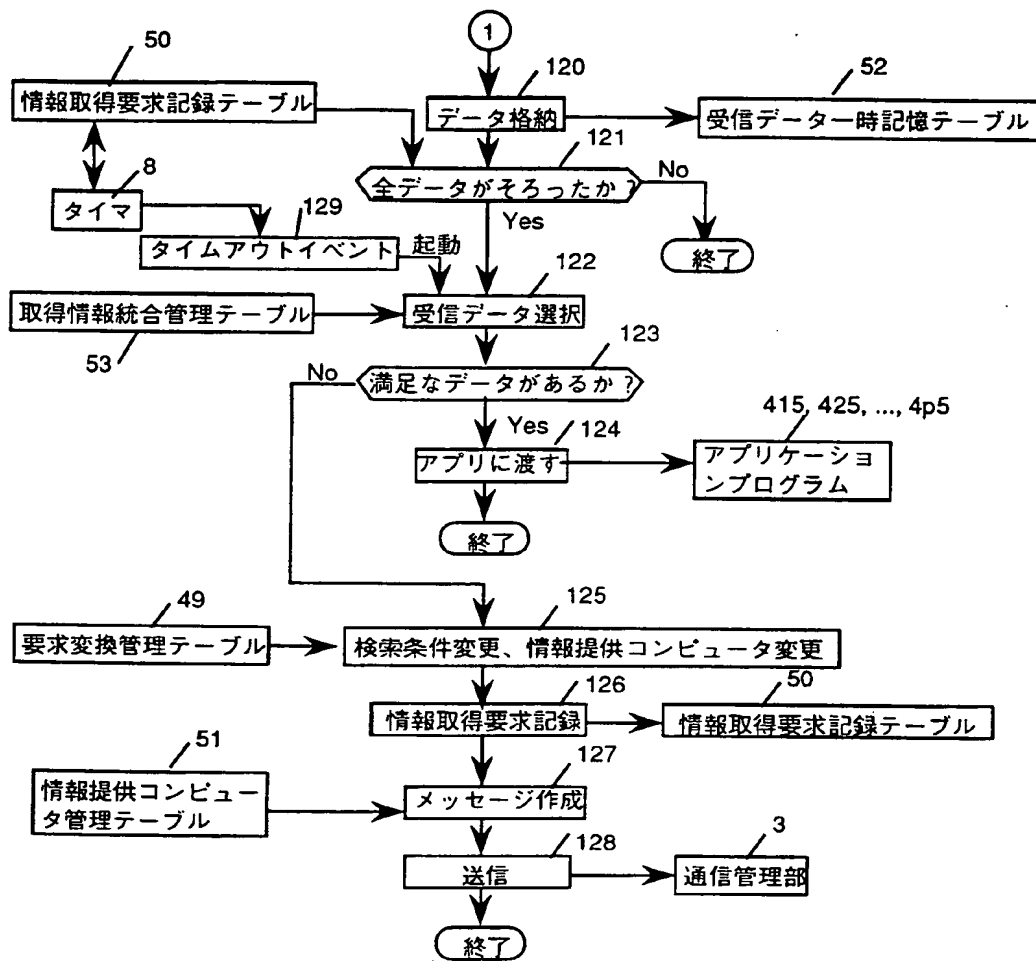 1
50
120
52
情報取得要求記録テーブル
データ格納
受信データ一時記憶テーブル
121
8
全データがそろったか?
No
タイマ
129
Yes
終了
タイムアウトイベント
起動
122
取得情報統合管理テーブル
受信データ選択
53
123
No
満足なデータがあるか?
Yes
124
415, 425, ..., 4p5
アプリに渡す
アプリケーショ
ンプログラム
終了
49
125
要求変換管理テーブル
検索条件変更、情報提供コンピュータ変更
126
50
情報取得要求記録
情報取得要求記録テーブル
51
127
情報提供コンピュー
タ管理テーブル
メッセージ作成
128
3
送信
通信管理部
終了